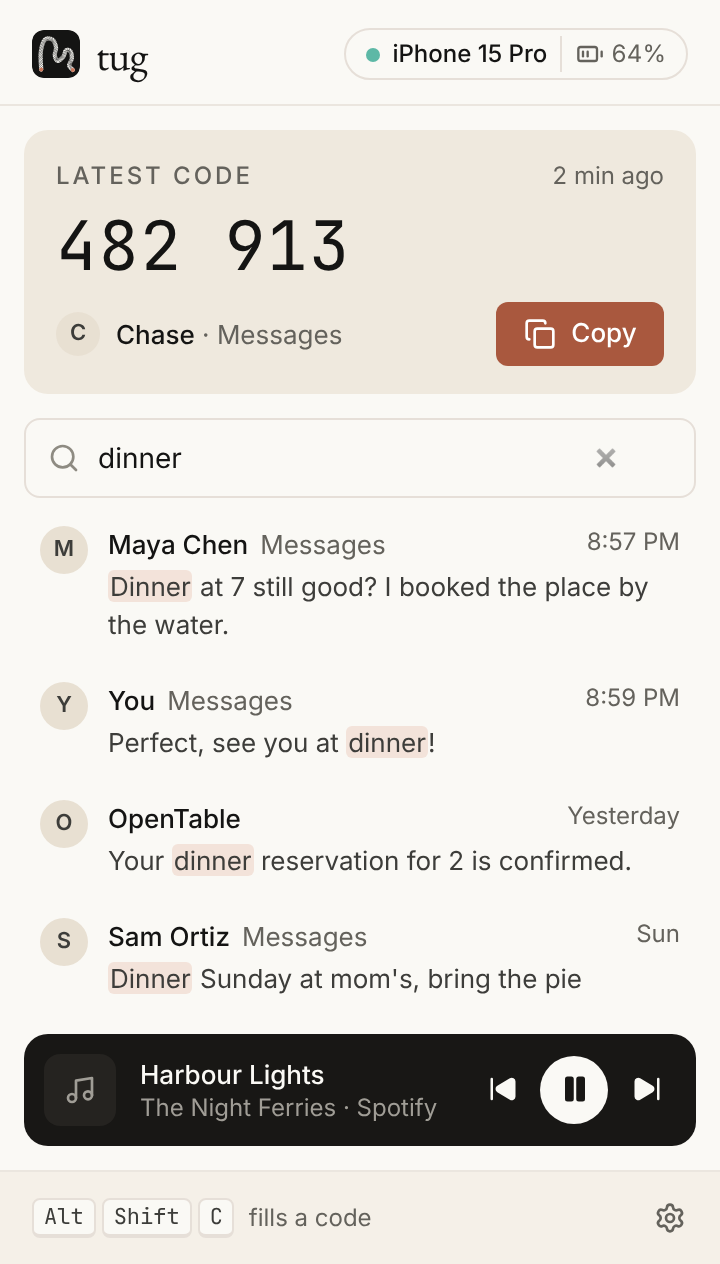 tug
iPhone 15 Pro
64%
LATEST CODE
2 min ago
482 913
C
Chase · Messages
Copy
dinner
M
Maya Chen Messages
8:57 PM
Dinner at 7 still good? I booked the place by
the water.
Y
You Messages
8:59 PM
Perfect, see you at dinner!
O
OpenTable
Yesterday
Your dinner reservation for 2 is confirmed.
S
Sam Ortiz Messages
Sun
Dinner Sunday at mom's, bring the pie
Harbour Lights
The Night Ferries · Spotify
Alt Shift C fills a code